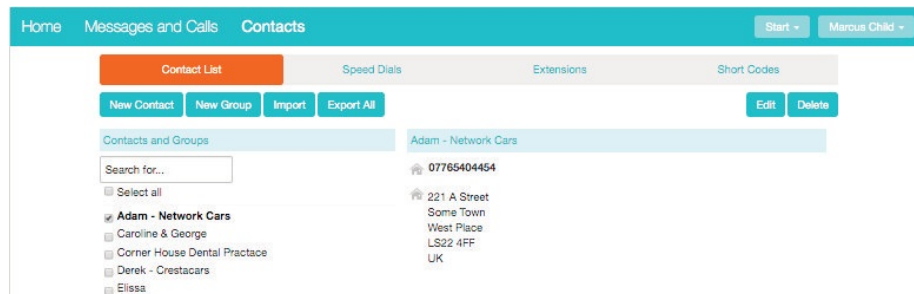 Home Messages and Calls Contacts Start Marcus Child
Contact List Speed Dials Extensions Short Codes
New Contact New Group Import Export All Edit Delete
Contacts and Groups
Search for...
Select all
Adam - Network Cars
Caroline & George
Corner House Dental Practace
Derek - Crestacars
Elissa
Adam - Network Cars
07765404454
221 A Street
Some Town
West Place
LS22 4FF
UK